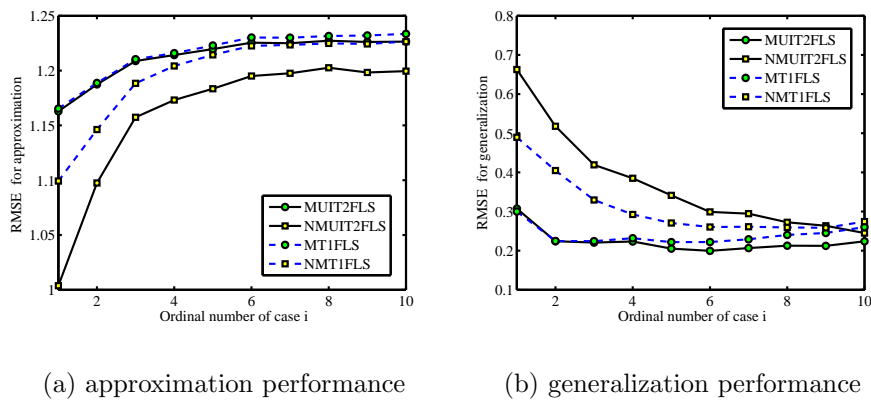 1.25
1.2
1.15
1.1
1.05
1
RMSE for approximation
2 4 6 8 10
Ordinal number of case i
MUIT2FLS
NMUIT2FLS
MT1FLS
NMT1FLS
(a) approximation performance
0.8
0.7
0.6
0.5
0.4
0.3
0.2
0.1
RMSE for generalization
2 4 6 8 10
Ordinal number of case i
MUIT2FLS
NMUIT2FLS
MT1FLS
NMT1FLS
(b) generalization performance